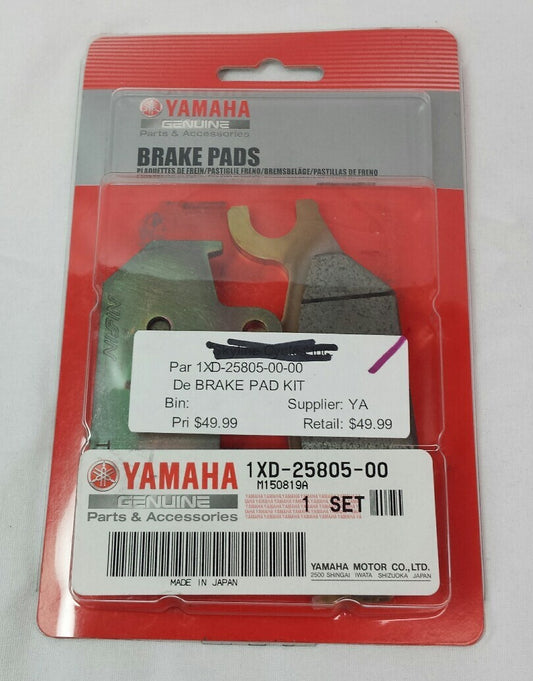 YAMAHA
GENUINE
Parts & Accessories
BRAKE PADS
PLAQUETTES DE FREIN/PASTIGLIE FRENO/BREMSBELÄGE/PASTILLAS DE FRENO
NISSIN
Par 1XD-25805-00-00
De BRAKE PAD KIT
Bin: Supplier: YA
Pri $49.99 Retail: $49.99
YAMAHA 1XD-25805-00
M150819A
GENUINE
Parts & Accessories
1 SET
MADE IN JAPAN
YAMAHA MOTOR CO., LTD.
2500 SHINGAI IWATA SHIZUOKA JAPAN